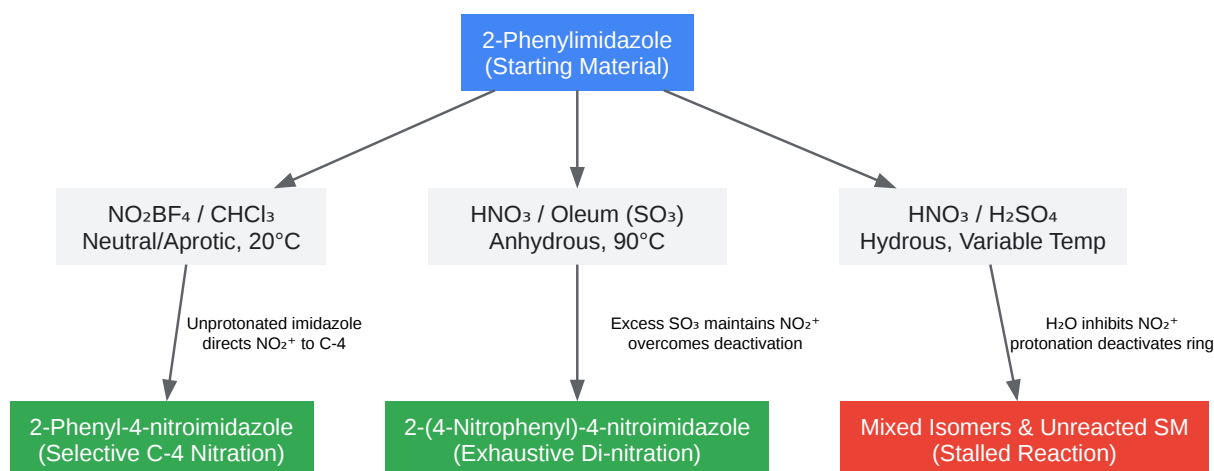 2-Phenylimidazole
(Starting Material)
NO₂BF₄ / CHCl₃
Neutral/Aprotic, 20°C
HNO₃ / Oleum (SO₃)
Anhydrous, 90°C
HNO₃ / H₂SO₄
Hydrous, Variable Temp
Unprotonated imidazole
directs NO₂⁺ to C-4
Excess SO₃ maintains NO₂⁺
overcomes deactivation
H₂O inhibits NO₂⁺
protonation deactivates ring
2-Phenyl-4-nitroimidazole
(Selective C-4 Nitration)
2-(4-Nitrophenyl)-4-nitroimidazole
(Exhaustive Di-nitration)
Mixed Isomers & Unreacted SM
(Stalled Reaction)